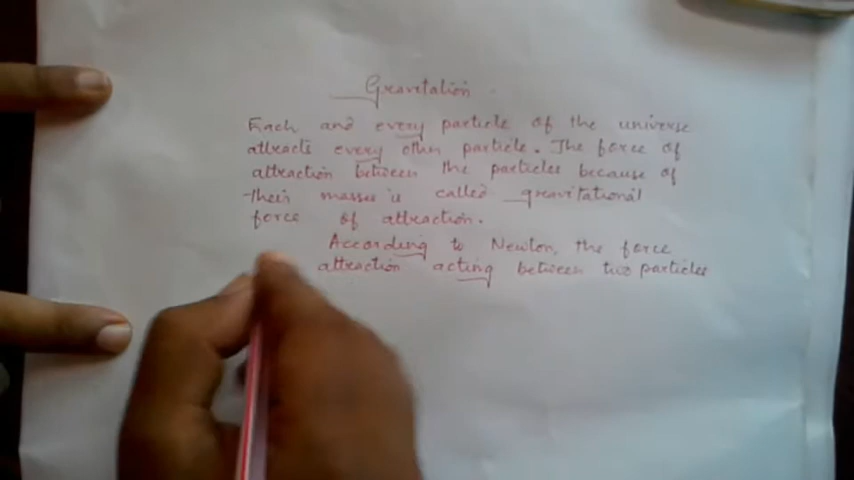 Gravitation
Each and every particle of the universe
attracts every other particle. The force of
attraction between the particles because of
their masses is called gravitational
force of attraction.
According to Newton, the force
attraction acting between two particles